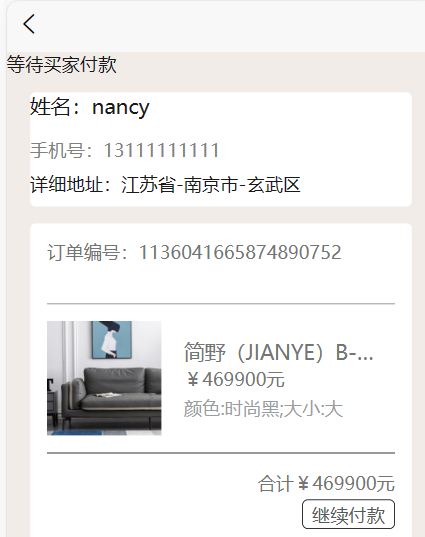 等待买家付款
姓名：nancy
手机号：13111111111
详细地址：江苏省-南京市-玄武区
订单编号：1136041665874890752
简野（JIANYE）B-...
￥469900元
颜色:时尚黑;大小:大
合计￥469900元
继续付款